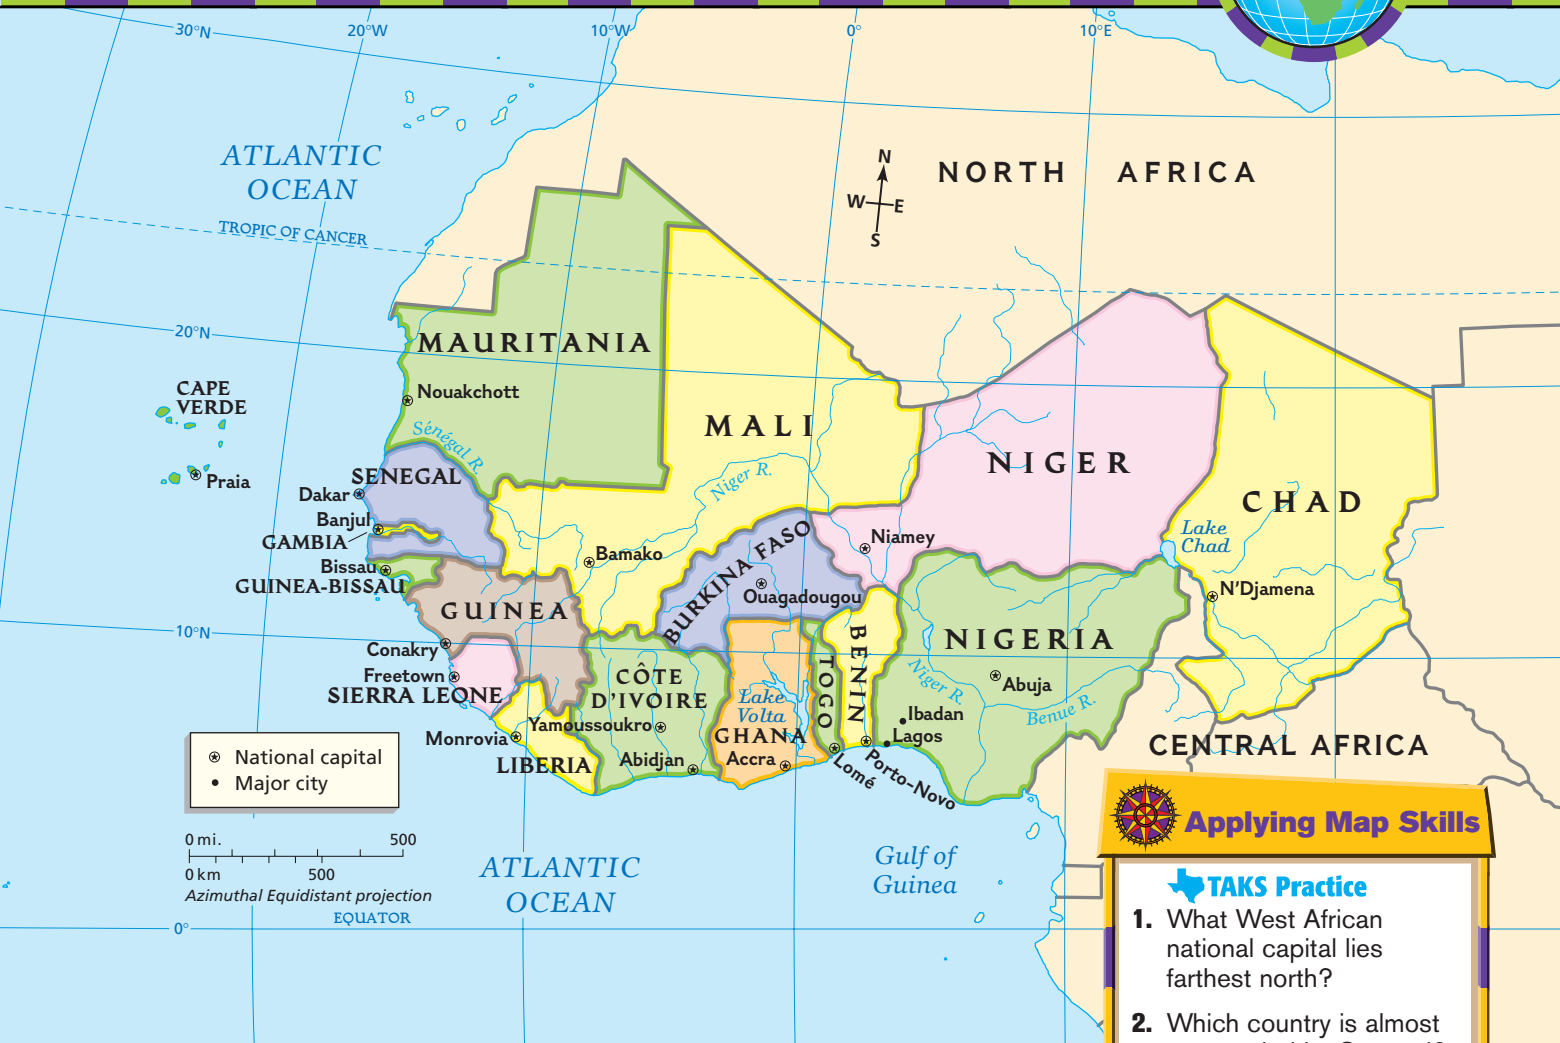 30°N
20°W
10°W
0°
10°E
ATLANTIC
OCEAN
TROPIC OF CANCER
N
W
E
S
NORTH AFRICA
20°N
MAURITANIA
Nouakchott
CAPE
VERDE
Praia
Sénégal R.
MALI
Niger R.
NIGER
CHAD
SENEGAL
Dakar
Banjul
GAMBIA
Bissau
GUINEA-BISSAU
Bamako
BURKINA FASO
Ouagadougou
Niamey
Lake
Chad
N'Djamena
10°N
GUINEA
Conakry
Freetown
SIERRA LEONE
Monrovia
LIBERIA
CÔTE
D'IVOIRE
Yamoussoukro
Abidjan
Lake
Volta
GHANA
Accra
TOGO
Lomé
BENIN
Porto-Novo
NIGERIA
Niger R.
Abuja
Benue R.
Ibadan
Lagos
CENTRAL AFRICA
National capital
Major city
0 mi.
500
0 km
500
Azimuthal Equidistant projection
ATLANTIC
OCEAN
Gulf of
Guinea
EQUATOR
0°
Applying Map Skills
TAKS Practice
1. What West African
national capital lies
farthest north?
2. Which country is almost